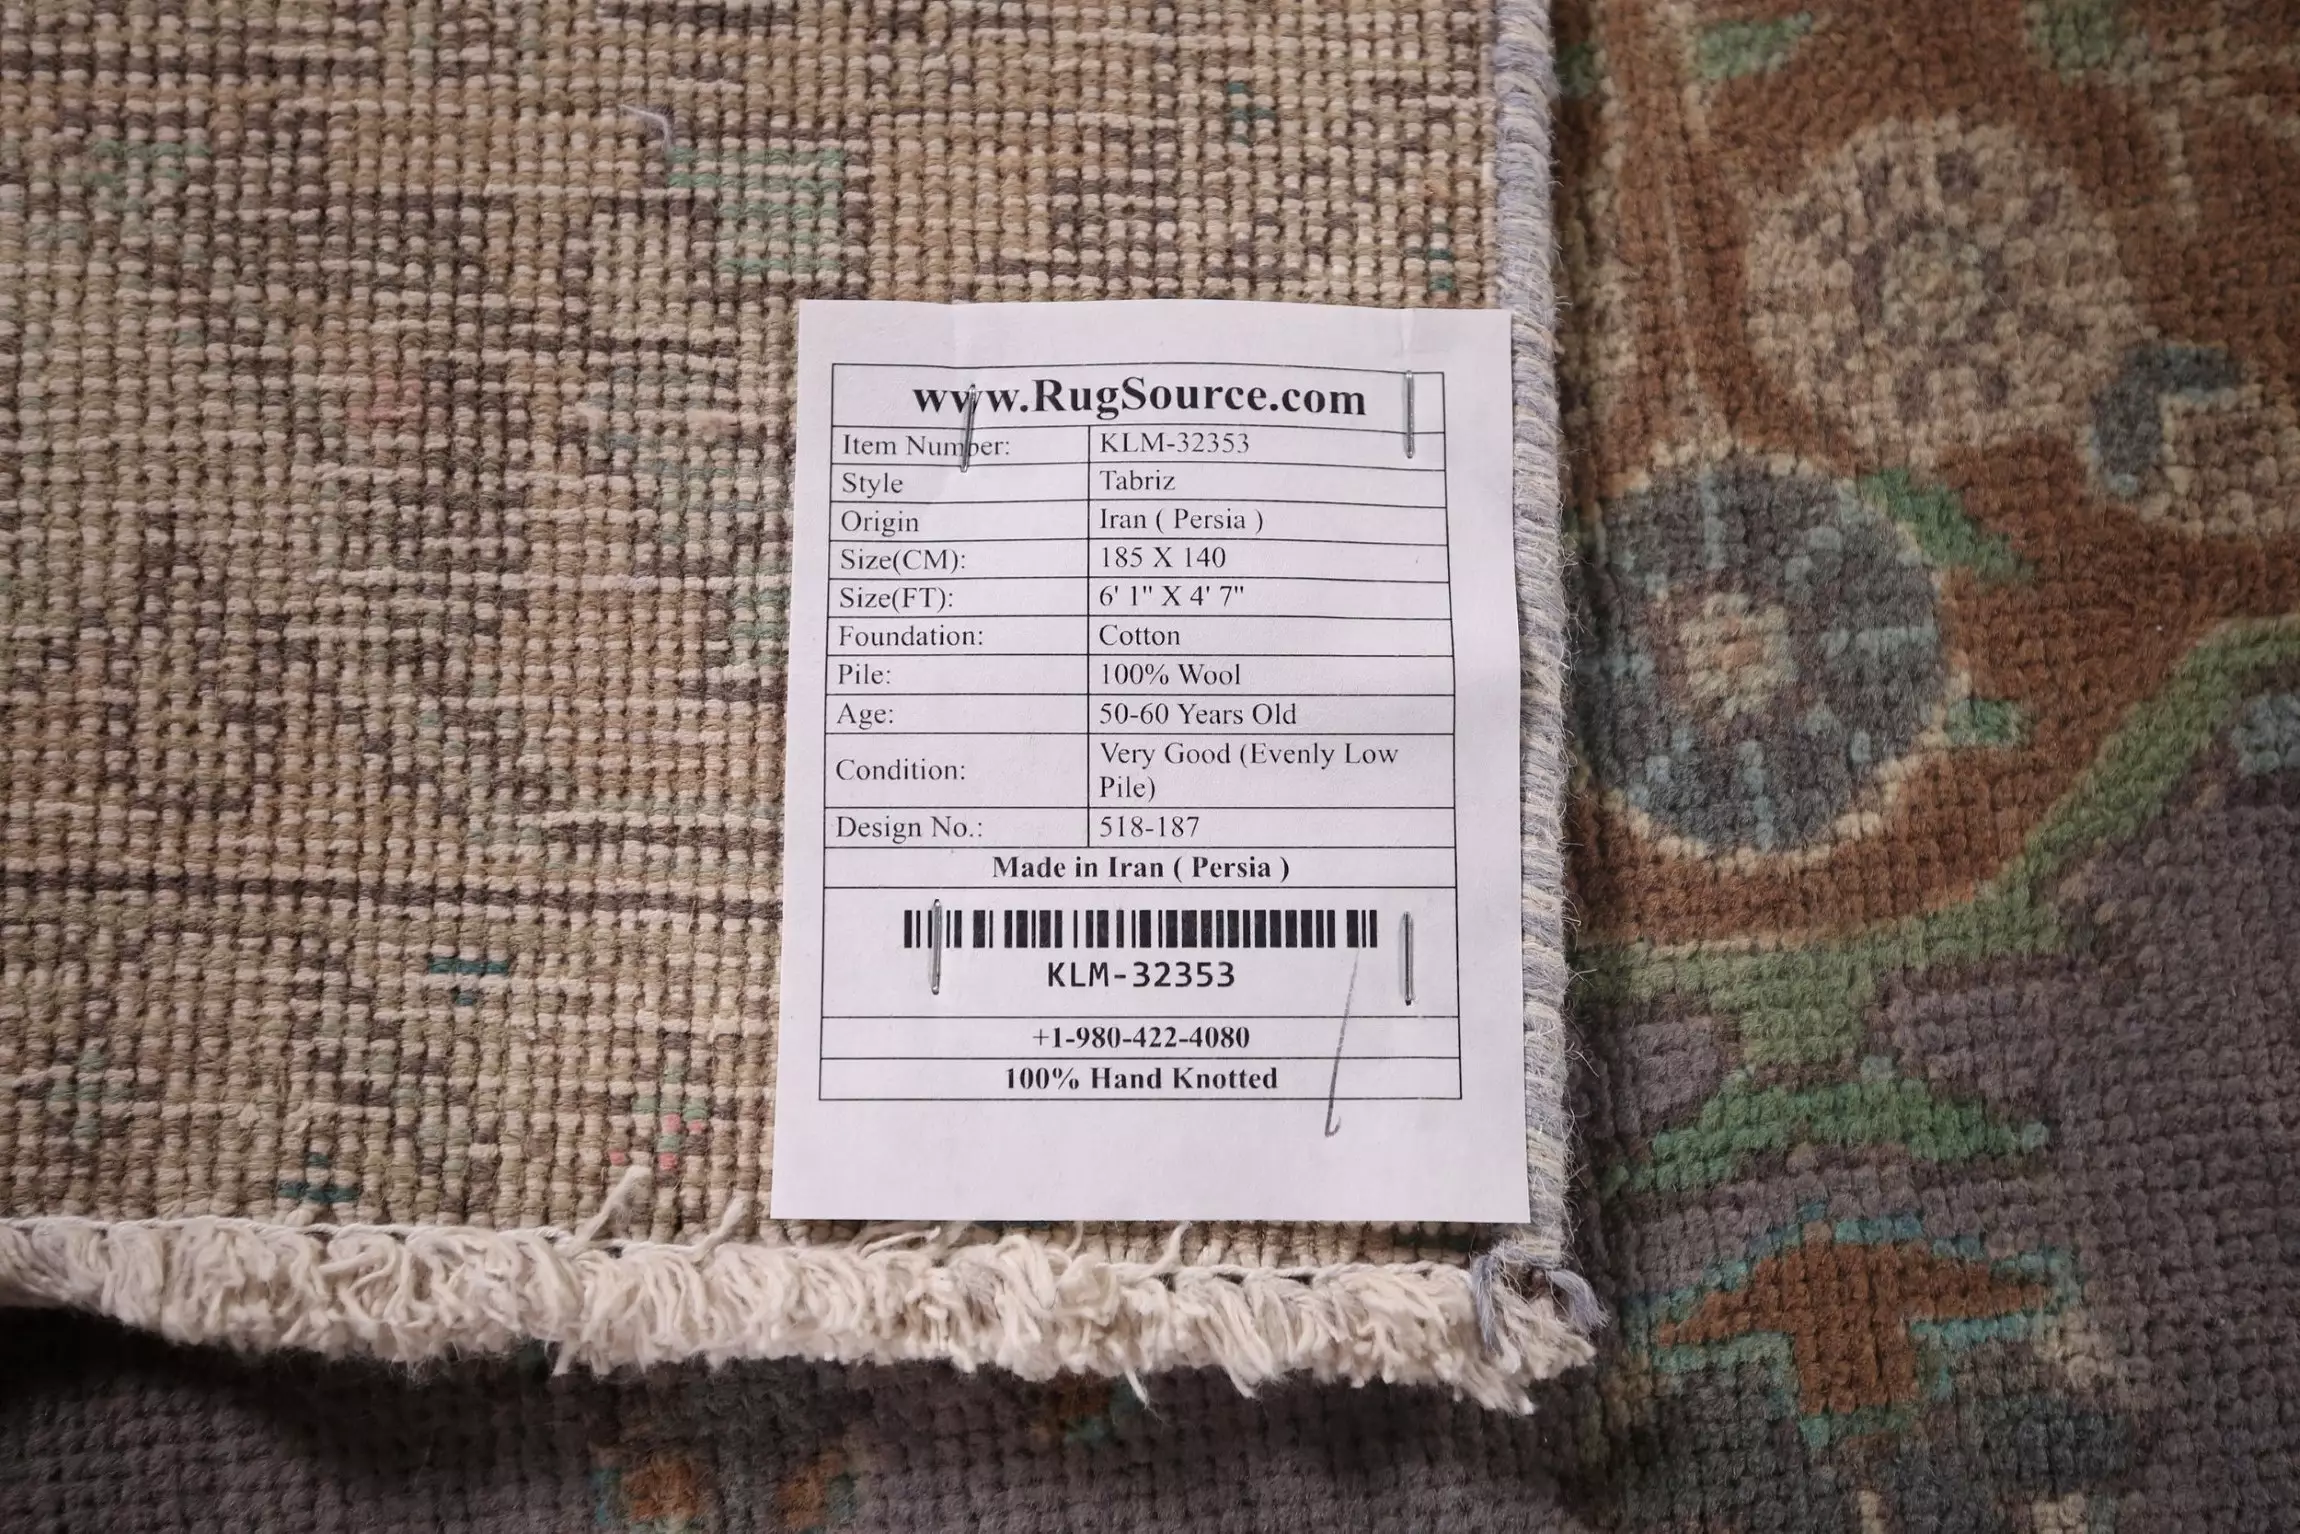 www.RugSource.com
Item Number: KLM-32353
Style Tabriz
Origin Iran ( Persia )
Size(CM): 185 X 140
Size(FT): 6' 1" X 4' 7"
Foundation: Cotton
Pile: 100% Wool
Age: 50-60 Years Old
Condition: Very Good (Evenly Low
Pile)
Design No.: 518-187
Made in Iran ( Persia )
KLM-32353
+1-980-422-4080
100% Hand Knotted